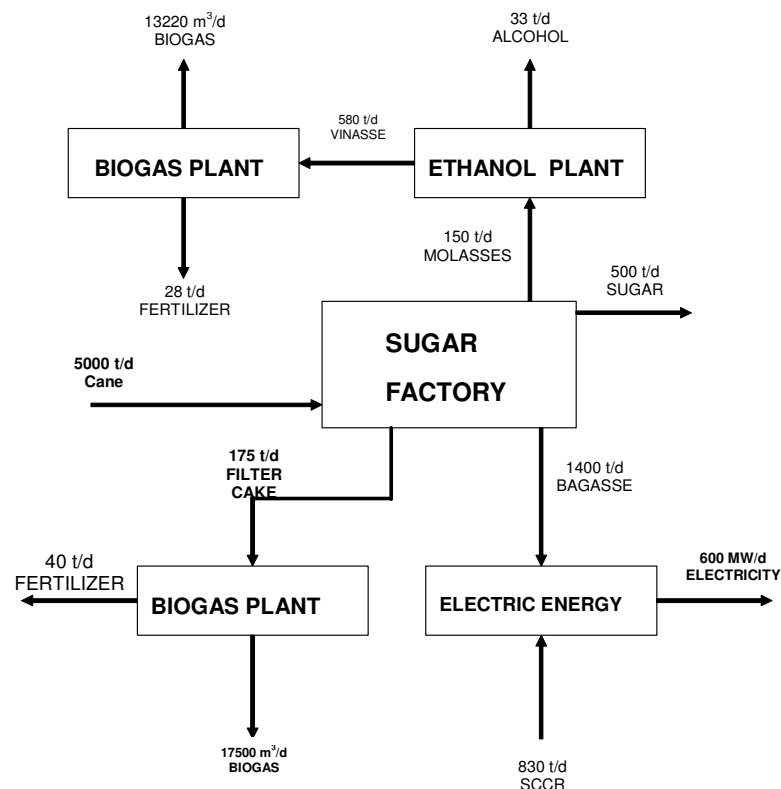 13220 m³/d
BIOGAS
33 t/d
ALCOHOL
580 t/d
VINASSE
BIOGAS PLANT
ETHANOL PLANT
150 t/d
MOLASSES
28 t/d
FERTILIZER
500 t/d
SUGAR
SUGAR
FACTORY
5000 t/d
Cane
175 t/d
FILTER
CAKE
1400 t/d
BAGASSE
40 t/d
FERTILIZER
BIOGAS PLANT
ELECTRIC ENERGY
600 MW/d
ELECTRICITY
17500 m³/d
BIOGAS
830 t/d
SCCR